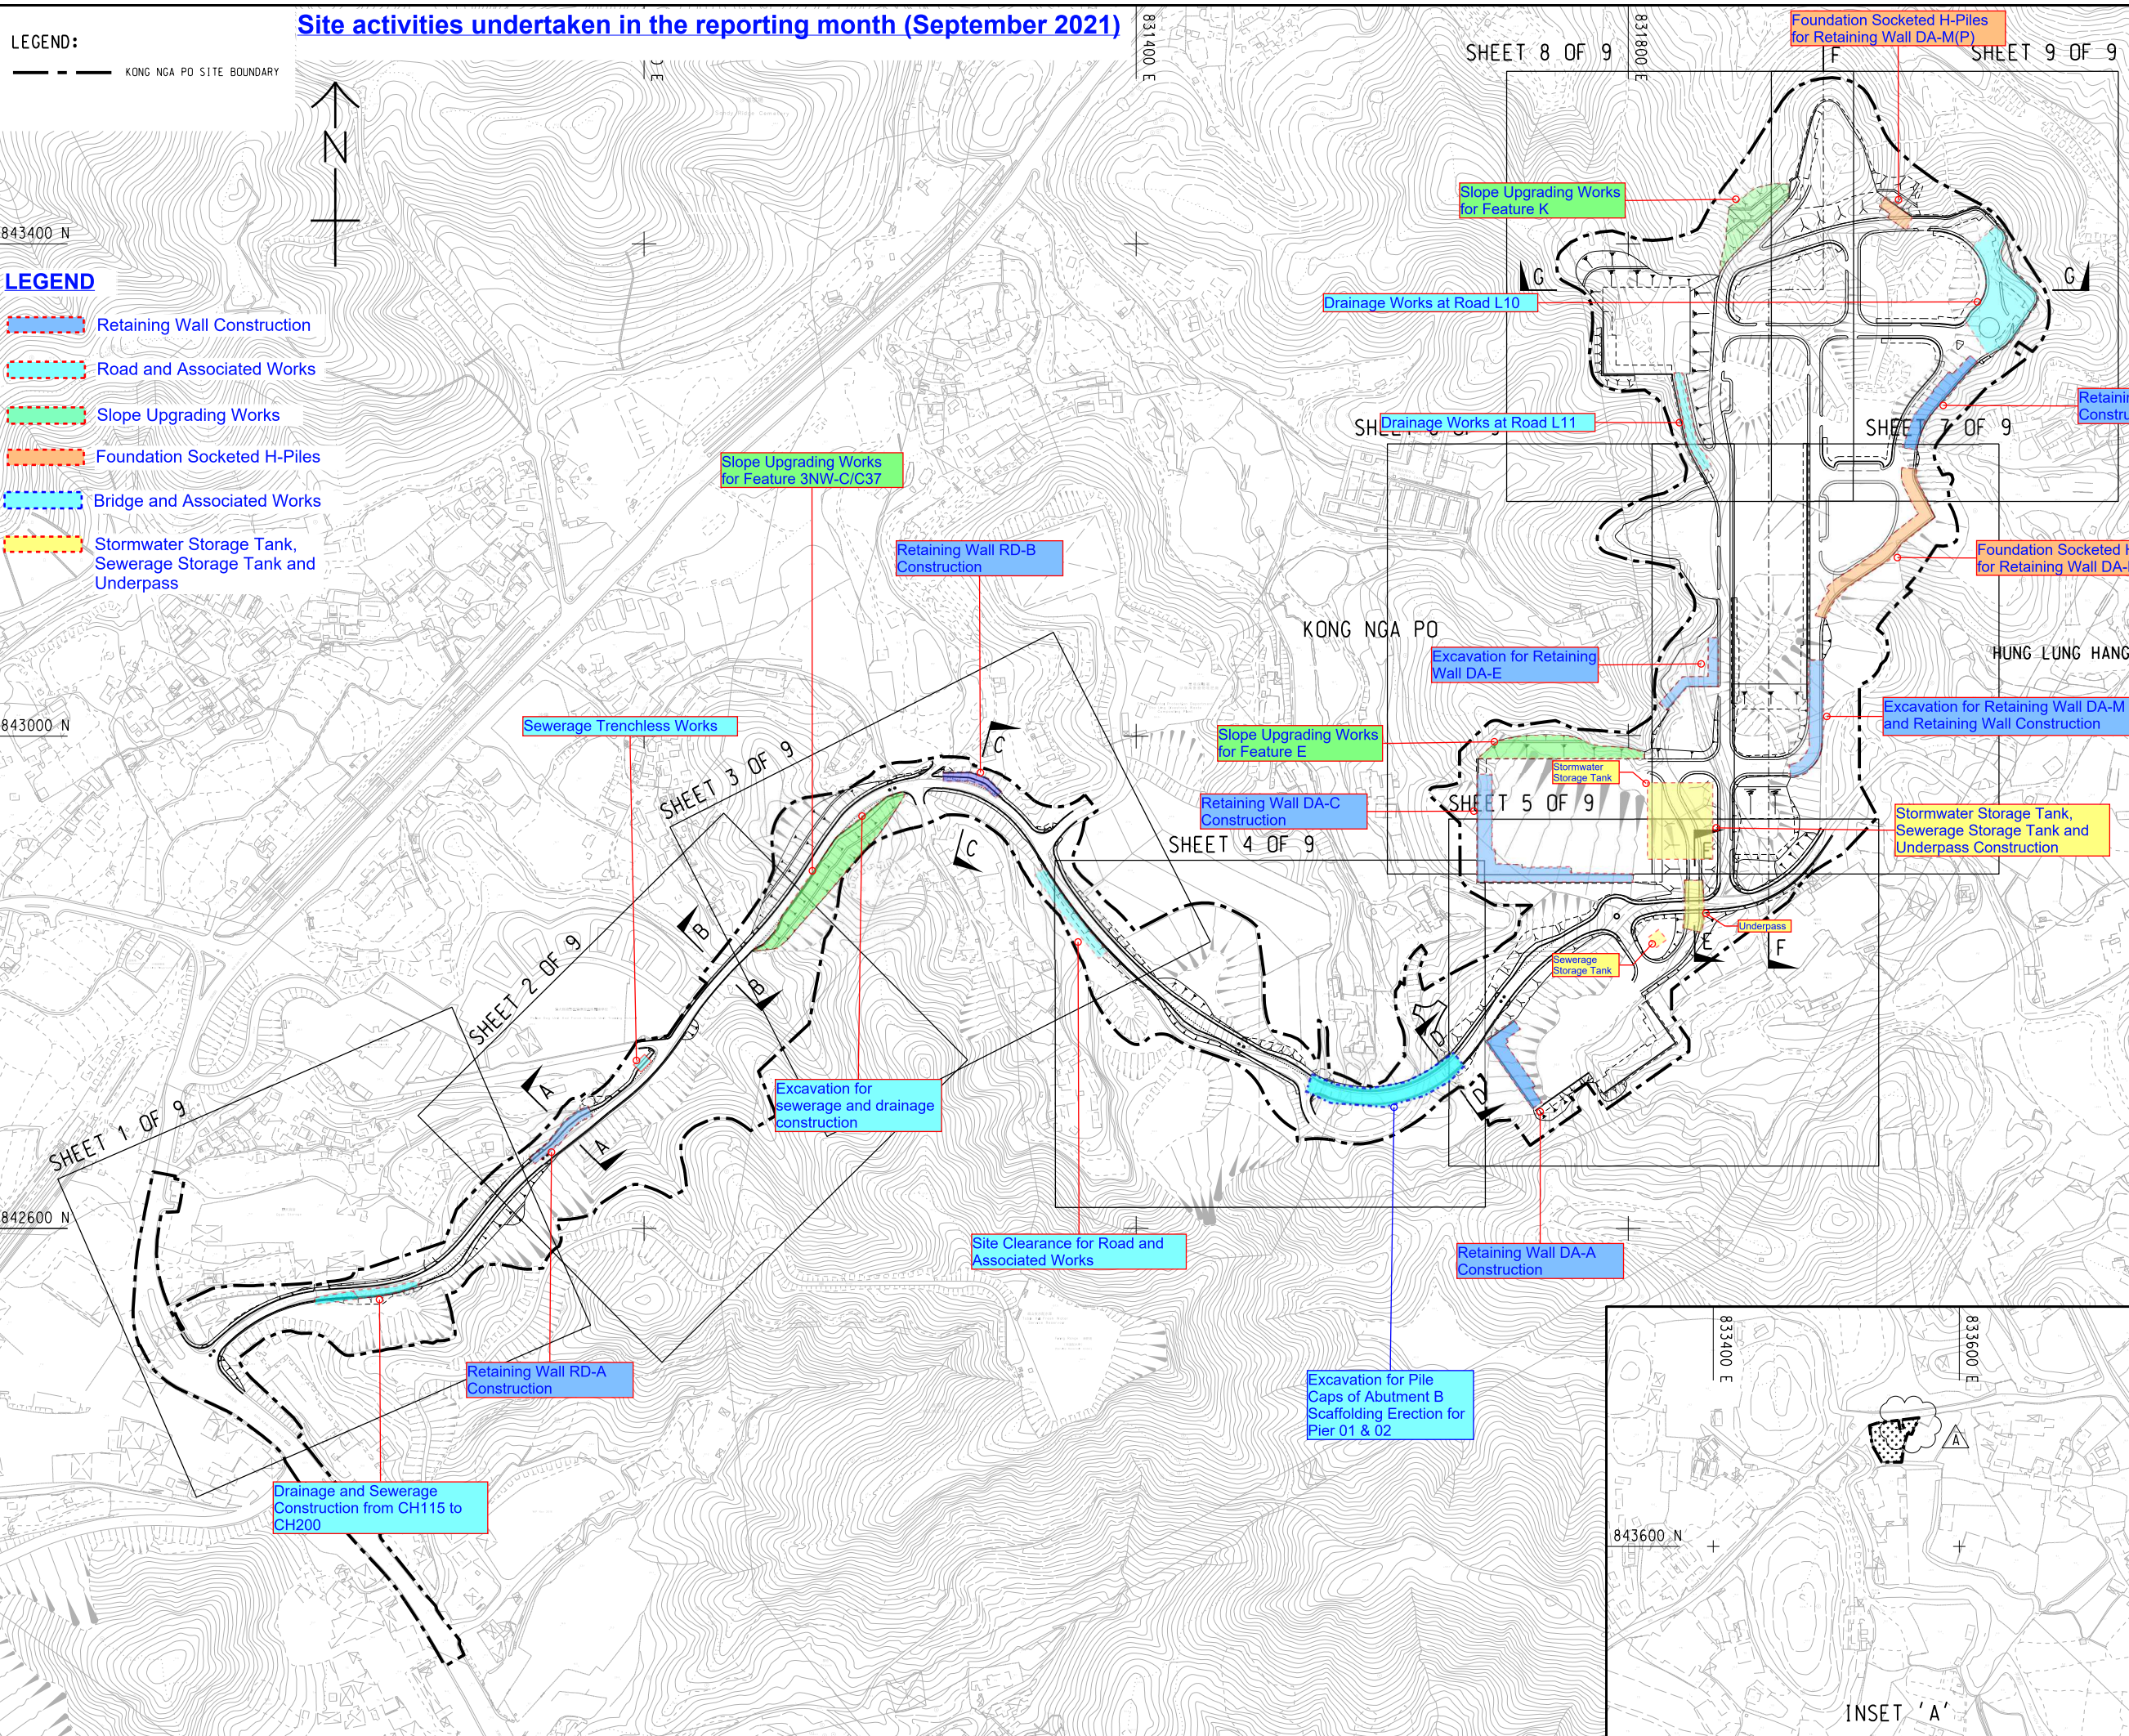 Site activities undertaken in the reporting month (September 2021)
LEGEND:
KONG NGA PO SITE BOUNDARY
N
831400 E
831800 E
SHEET 8 OF 9
SHEET 9 OF 9
Foundation Socketed H-Piles
for Retaining Wall DA-M(P)
F
Slope Upgrading Works
for Feature K
843400 N
G
G
LEGEND
Retaining Wall Construction
Road and Associated Works
Slope Upgrading Works
Foundation Socketed H-Piles
Bridge and Associated Works
Stormwater Storage Tank,
Sewerage Storage Tank and
Underpass
Drainage Works at Road L10
Drainage Works at Road L11
SHEET 7 OF 9
Slope Upgrading Works
for Feature 3NW-C/C37
Retaining Wall RD-B
Construction
Foundation Socketed
for Retaining Wall
KONG NGA PO
HUNG LUNG HANG
Excavation for Retaining
Wall DA-E
Excavation for Retaining Wall DA-M
and Retaining Wall Construction
843000 N
Sewerage Trenchless Works
Slope Upgrading Works
for Feature E
Stormwater
Storage Tank
SHEET 3 OF 9
C
C
Retaining Wall DA-C
Construction
SHEET 5 OF 9
SHEET 4 OF 9
Stormwater Storage Tank,
Sewerage Storage Tank and
Underpass Construction
E
Underpass
E
F
Sewerage
Storage Tank
SHEET 2 OF 9
B
B
D
D
A
A
Excavation for
sewerage and drainage
construction
SHEET 1 OF 9
842600 N
Site Clearance for Road and
Associated Works
Retaining Wall DA-A
Construction
Retaining Wall RD-A
Construction
Excavation for Pile
Caps of Abutment B
Scaffolding Erection for
Pier 01 & 02
Drainage and Sewerage
Construction from CH115 to
CH200
833400 E
833600 E
A
843600 N
INSET 'A'